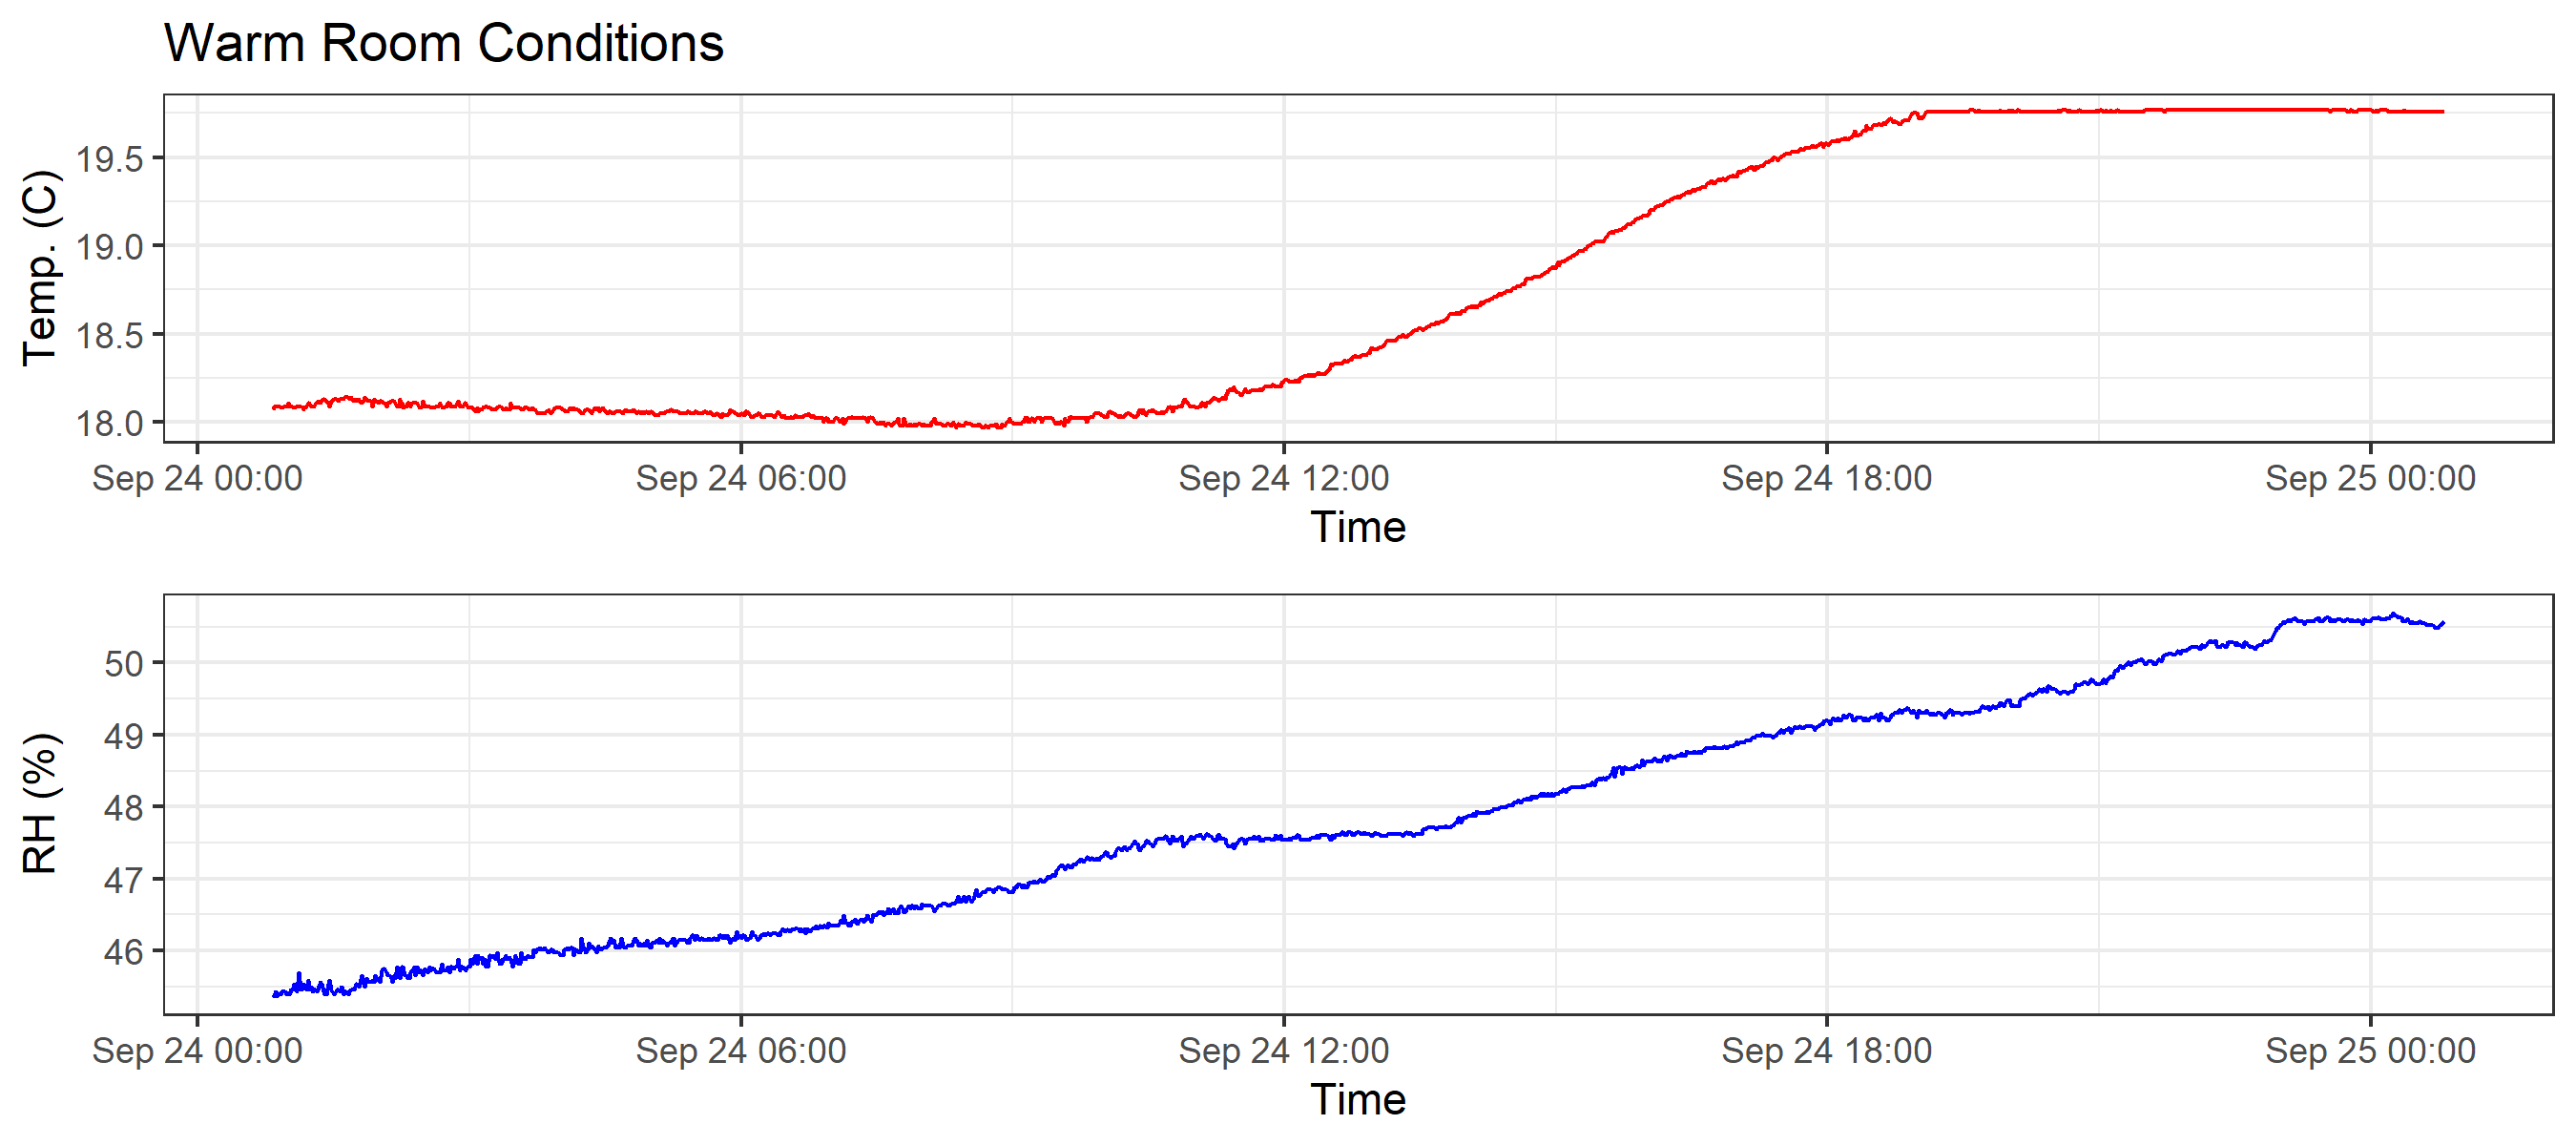 Warm Room Conditions
Temp. (C)
19.5
19.0
18.5
18.0
Sep 24 00:00 Sep 24 06:00 Sep 24 12:00 Sep 24 18:00 Sep 25 00:00
Time
RH (%)
50
49
48
47
46
Sep 24 00:00 Sep 24 06:00 Sep 24 12:00 Sep 24 18:00 Sep 25 00:00
Time